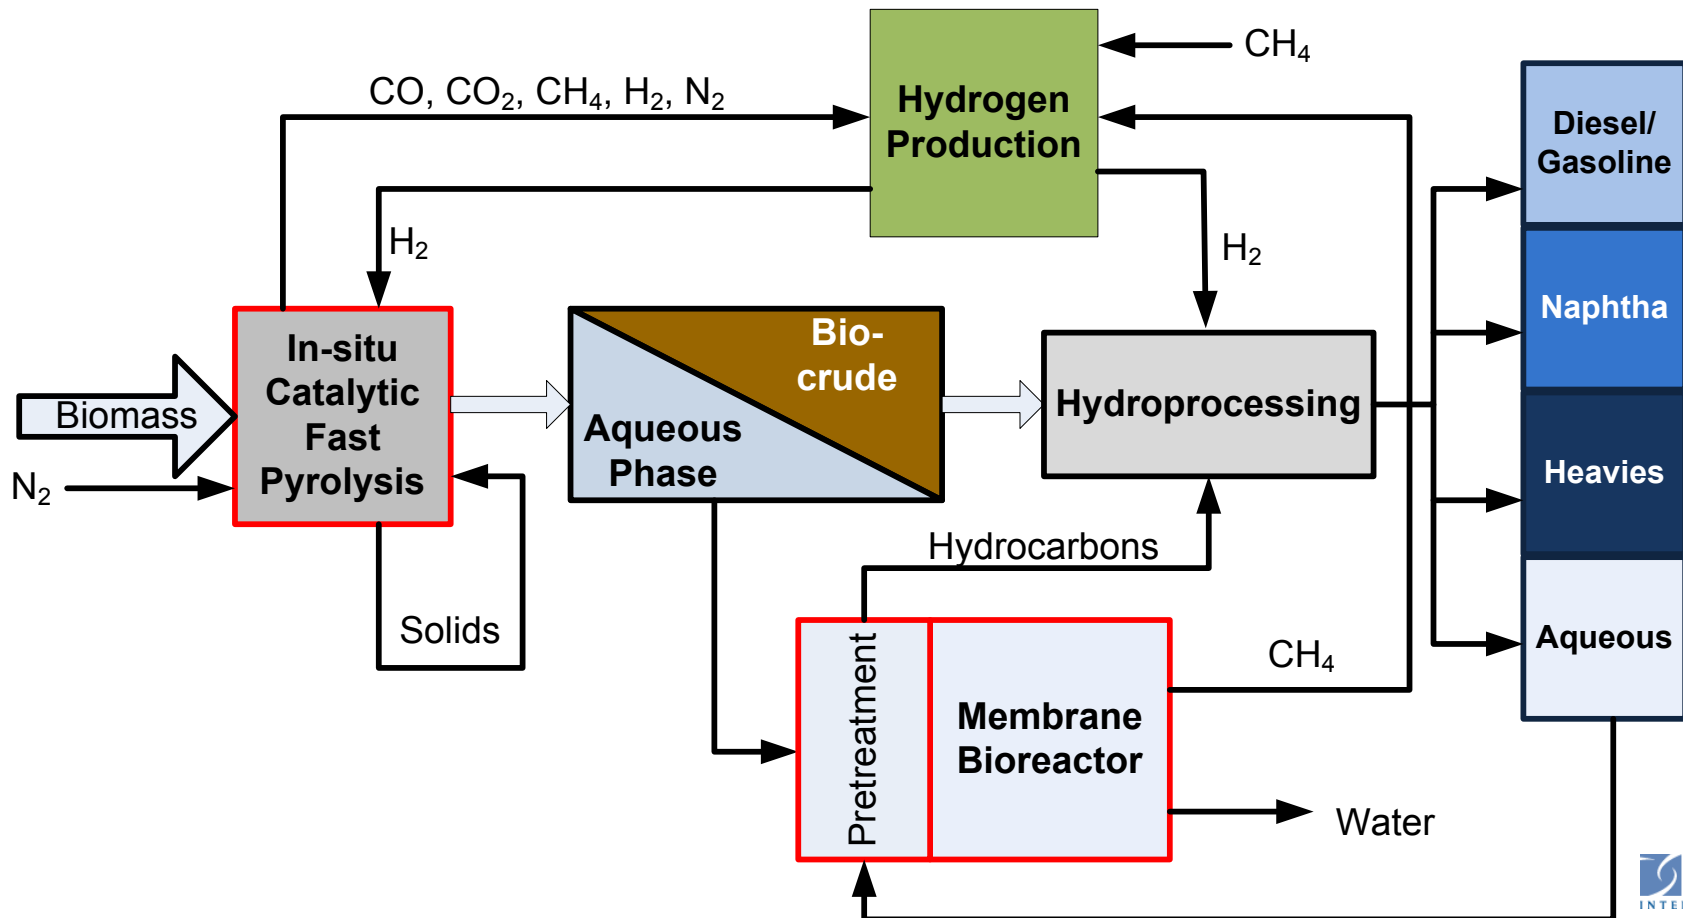 CH₄
CO, CO₂, CH₄, H₂, N₂
Hydrogen
Production
Diesel/
Gasoline
H₂
H₂
Naphtha
In-situ
Catalytic
Fast
Pyrolysis
Bio-
crude
Biomass
Hydroprocessing
Aqueous
Phase
N₂
Heavies
Hydrocarbons
Solids
Pretreatment
CH₄
Aqueous
Membrane
Bioreactor
Water